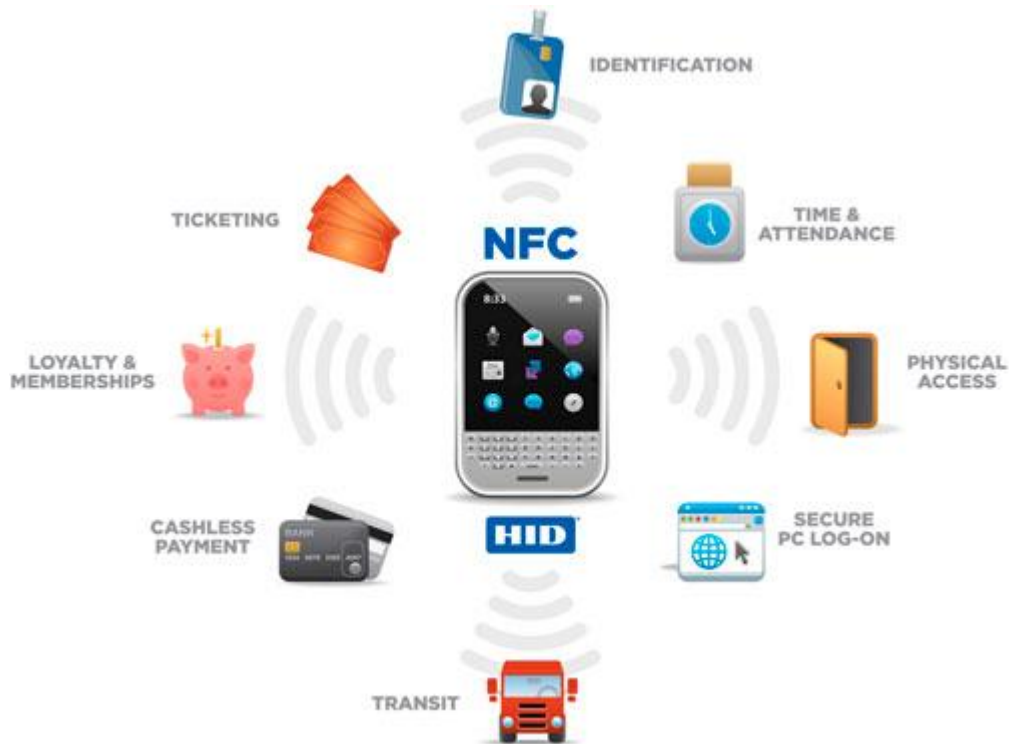 IDENTIFICATION
TICKETING
TIME &
ATTENDANCE
NFC
8:33
LOYALTY &
MEMBERSHIPS
PHYSICAL
ACCESS
CASHLESS
PAYMENT
BANK
HID
SECURE
PC LOG-ON
TRANSIT